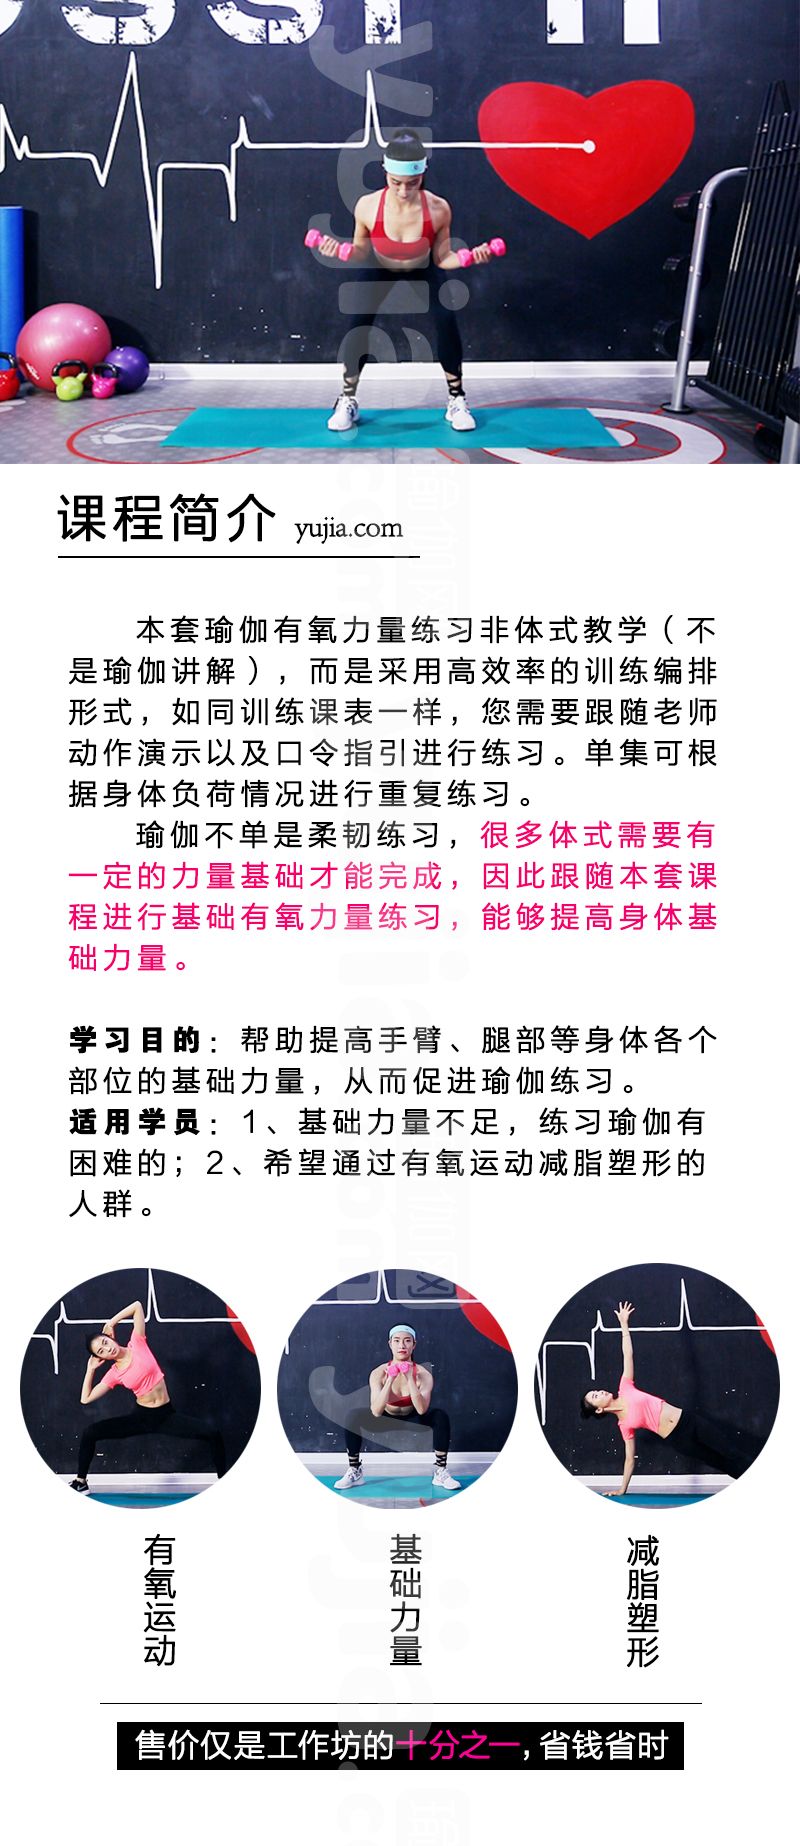 课程简介 yujia.com
本套瑜伽有氧力量练习非体式教学（不
是瑜伽讲解），而是采用高效率的训练编排
形式，如同训练课表一样，您需要跟随老师
动作演示以及口令指引进行练习。单集可根
据身体负荷情况进行重复练习。
瑜伽不单是柔韧练习，很多体式需要有
一定的力量基础才能完成，因此跟随本套课
程进行基础有氧力量练习，能够提高身体基
础力量。
学习目的：帮助提高手臂、腿部等身体各个
部位的基础力量，从而促进瑜伽练习。
适用学员：1、基础力量不足，练习瑜伽有
困难的；2、希望通过有氧运动减脂塑形的
人群。
有氧运动
基础力量
减脂塑形
售价仅是工作坊的十分之一，省钱省时
yujia.com 瑜伽网
yujia.com 瑜伽网